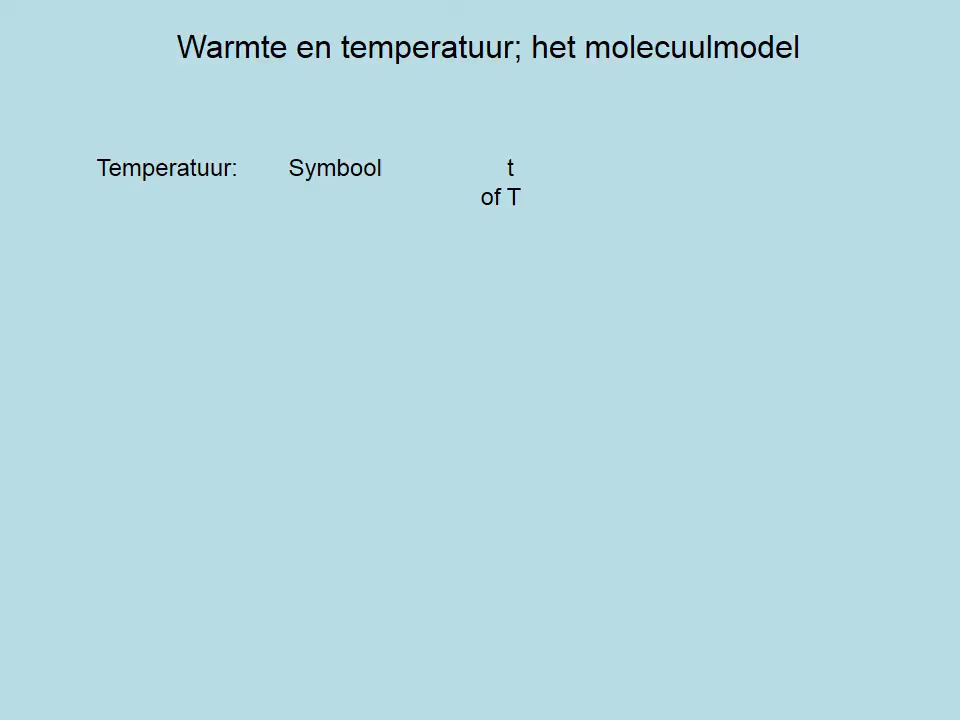 Warmte en temperatuur; het molecuulmodel
Temperatuur: Symbool t
of T